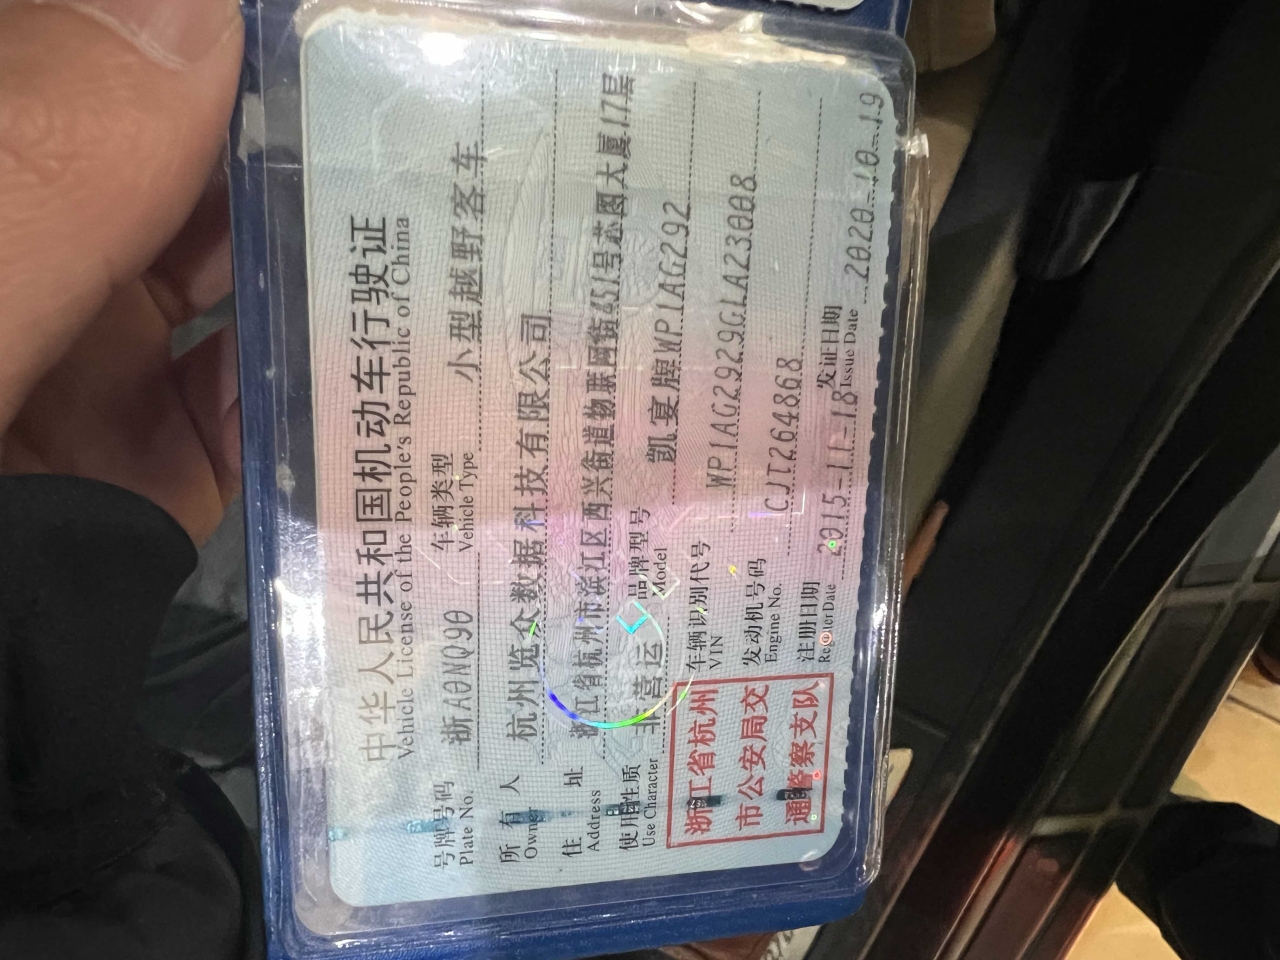 中华人民共和国机动车行驶证
Vehicle License of the People's Republic of China
号牌号码 Plate No. 浙A0NQ90 车辆类型 Vehicle Type 小型越野客车
所有人 Owner 杭州览众数据科技有限公司
住址 Address 浙江省杭州市滨江区西兴街道物联网街451号芯图大厦17层
使用性质 Use Character 非营运 品牌型号 Model 凯宴牌WP1AG292
车辆识别代号 VIN WP1AG2929GLA23008
发动机号码 Engine No. CJT264868
注册日期 Register Date 2015-11-18 发证日期 Issue Date 2020-10-19
浙江省杭州
市公安局交
通警察支队